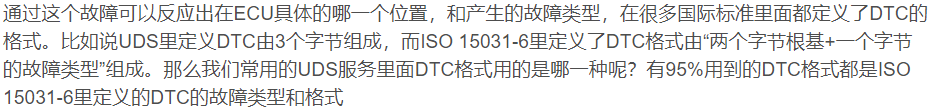 通过这个故障可以反应出在ECU具体的哪一个位置，和产生的故障类型，在很多国际标准里面都定义了DTC的
格式。比如说UDS里定义DTC由3个字节组成，而ISO 15031-6里定义了DTC格式由“两个字节根基+一个字节
的故障类型”组成。那么我们常用的UDS服务里面DTC格式用的是哪一种呢？有95%用到的DTC格式都是ISO
15031-6里定义的DTC的故障类型和格式